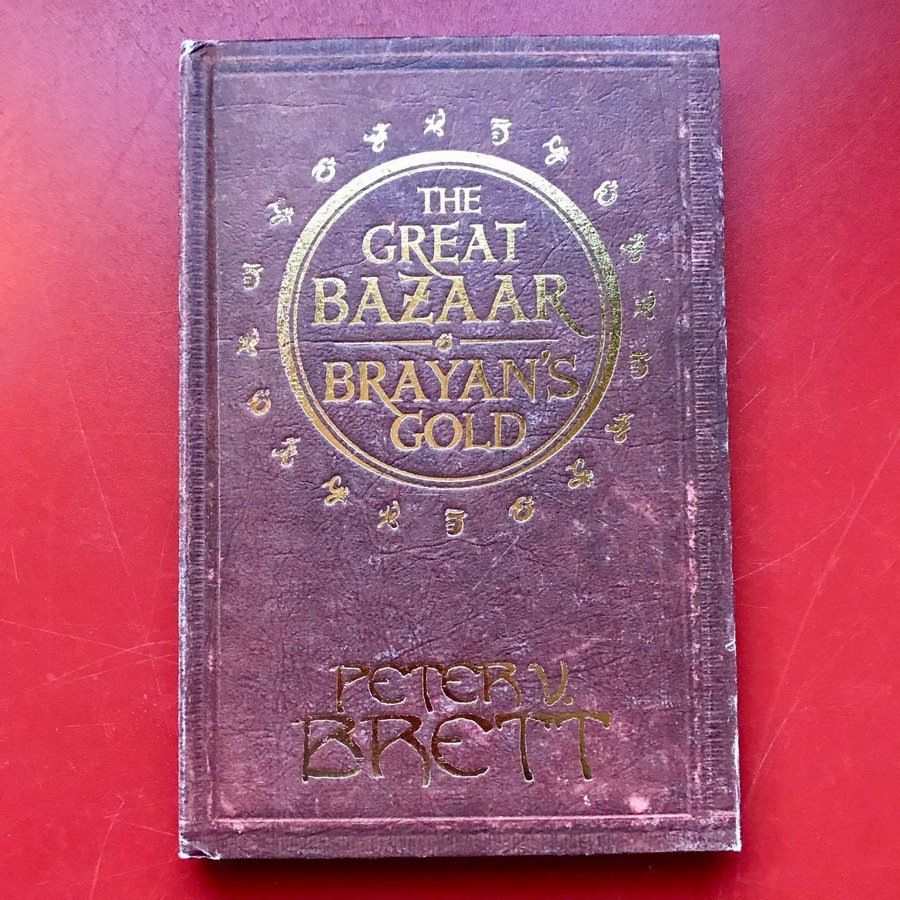 THE
GREAT
BAZAAR
BRAYAN'S
GOLD
PETER V.
BRETT